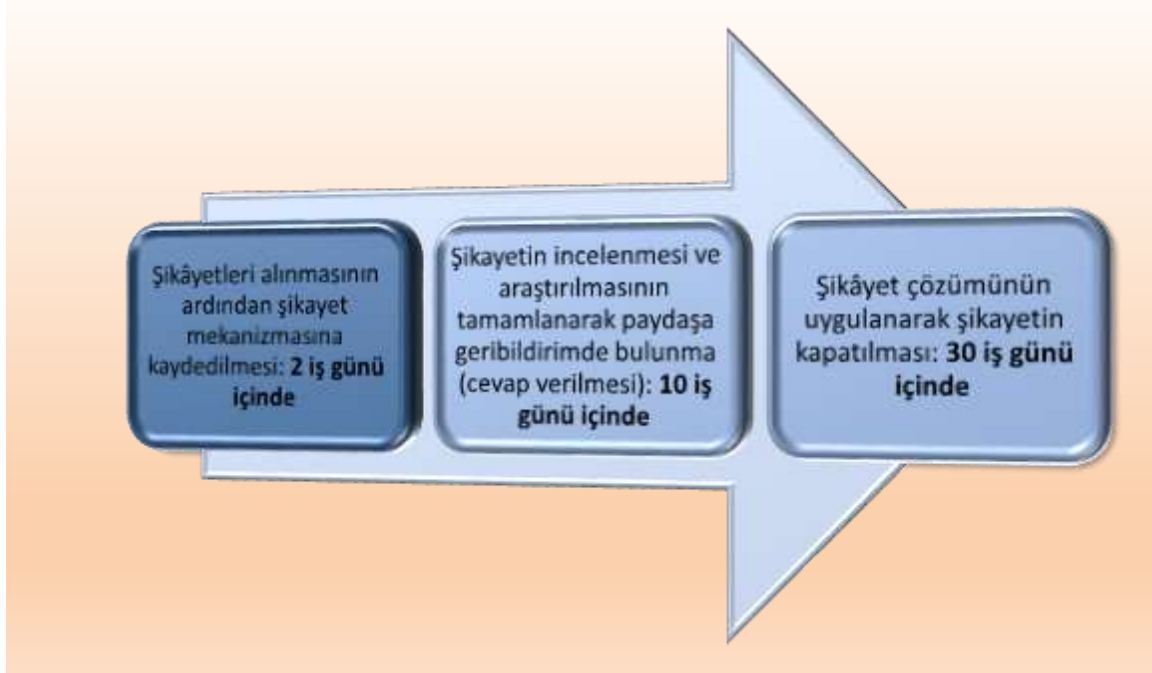 Şikâyetleri alınmasının
ardından şikayet
mekanizmasına
kaydedilmesi: 2 iş günü
içinde
Şikayetin incelenmesi ve
araştırılmasının
tamamlanarak paydaşa
geribildirimde bulunma
(cevap verilmesi): 10 iş
günü içinde
Şikâyet çözümünün
uygulanarak şikayetin
kapatılması: 30 iş günü
içinde